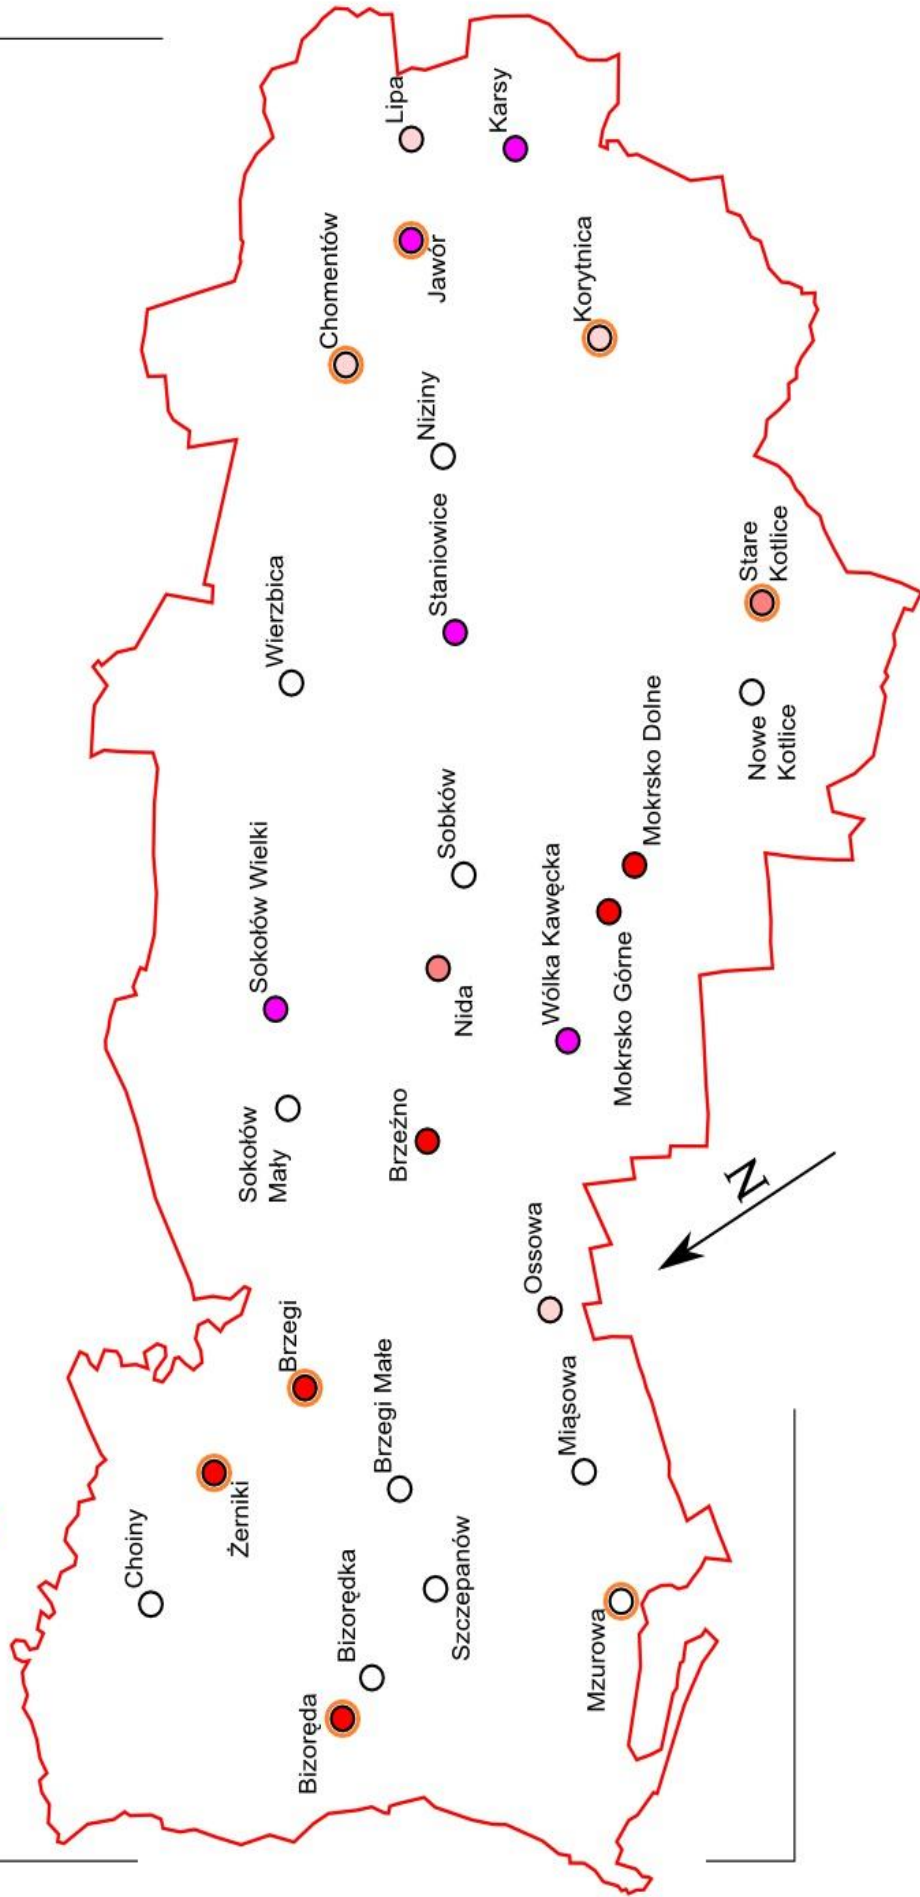 Lipa
Karsy
Chomentów
Jawór
Korytnica
Niziny
Staniowice
Wierzbica
Stare
Kotlice
Nowe
Kotlice
Mokrsko Dolne
Sobków
Sokołów Wielki
Wólka Kawęcka
Mokrsko Górne
Nida
Sokołów
Mały
Brzeźno
N
Ossowa
Brzegi
Brzegi Małe
Miąsowa
Żerniki
Choiny
Bizorędka
Szczepanów
Mzurowa
Bizoręda